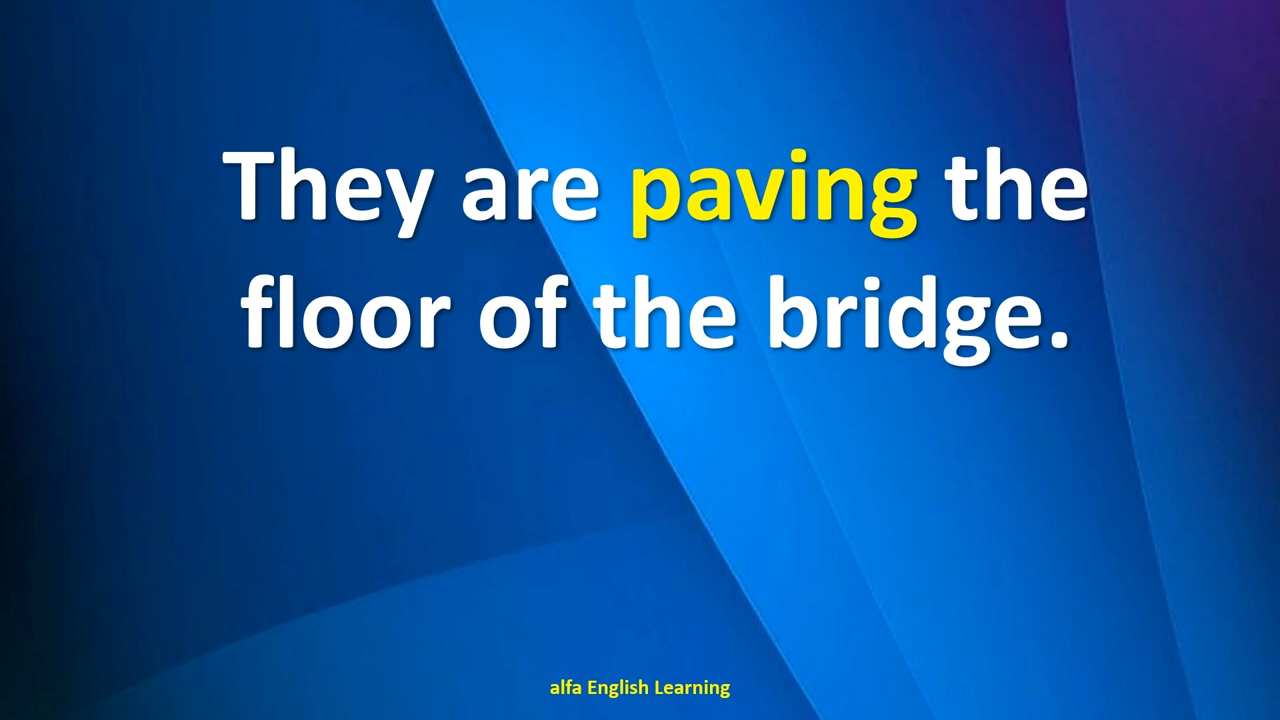 They are paving the
floor of the bridge.
alfa English Learning